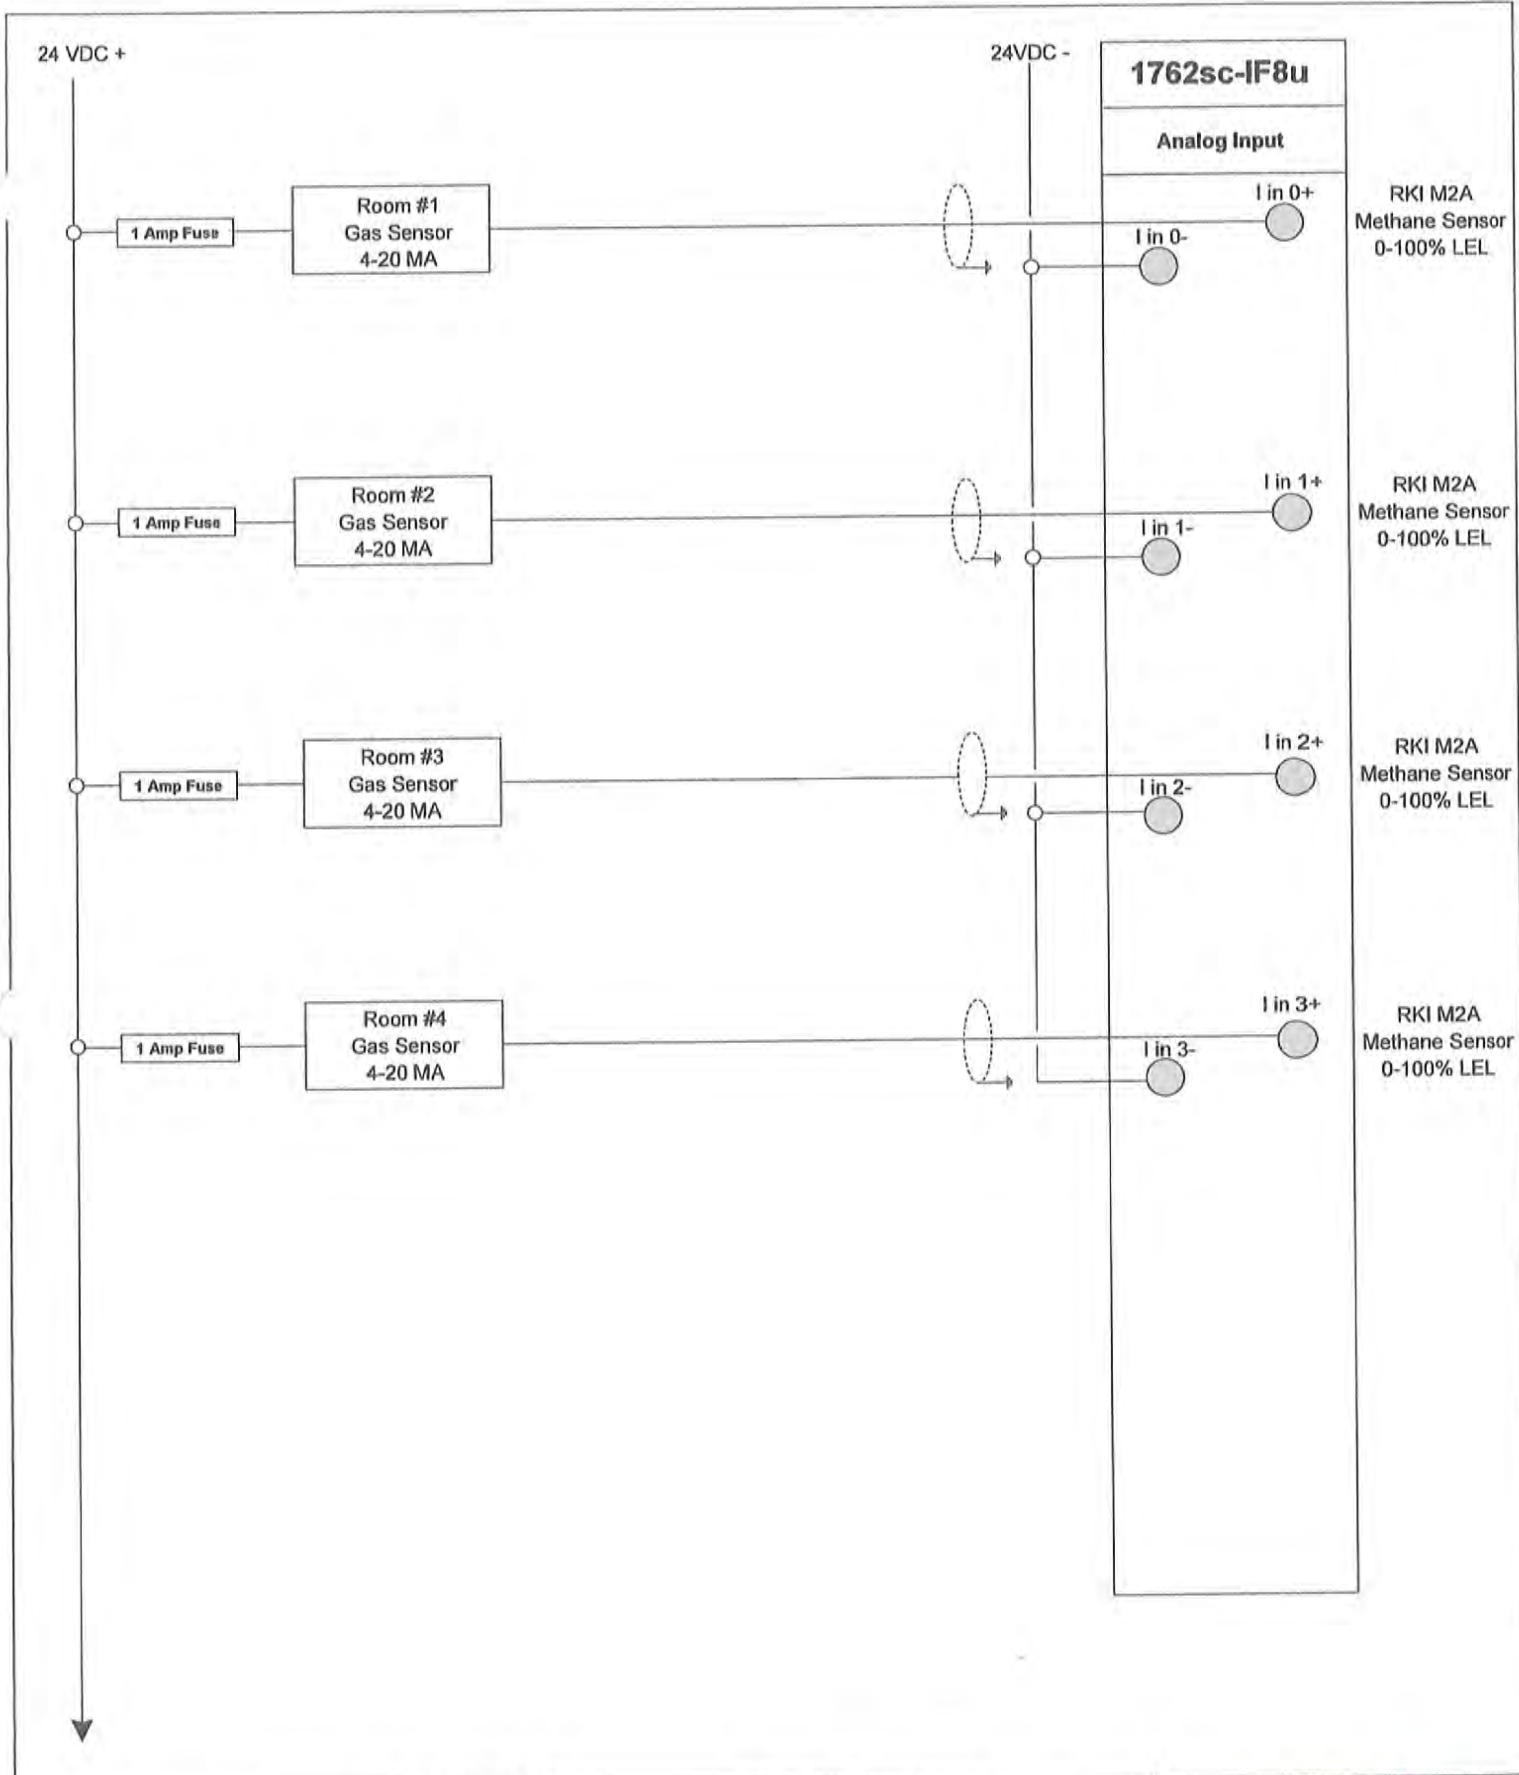 24 VDC +
24VDC -
1762sc-IF8u
Analog Input
1 Amp Fuse
Room #1
Gas Sensor
4-20 MA
I in 0+
I in 0-
RKI M2A
Methane Sensor
0-100% LEL
1 Amp Fuse
Room #2
Gas Sensor
4-20 MA
I in 1+
I in 1-
RKI M2A
Methane Sensor
0-100% LEL
1 Amp Fuse
Room #3
Gas Sensor
4-20 MA
I in 2+
I in 2-
RKI M2A
Methane Sensor
0-100% LEL
1 Amp Fuse
Room #4
Gas Sensor
4-20 MA
I in 3+
I in 3-
RKI M2A
Methane Sensor
0-100% LEL